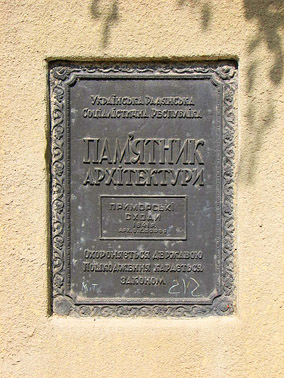 Українська Радянська
Соціалістична Республіка
ПАМ'ЯТНИК
АРХІТЕКТУРИ
ПРИМОРСЬКІ
СХОДИ
Охороняється державою
Пошкодження карається
законом